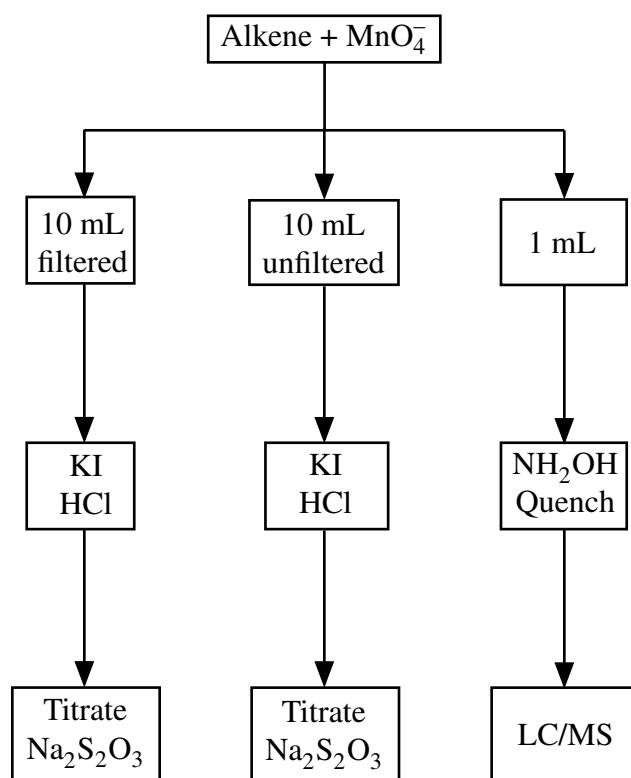 Alkene + MnO₄⁻
10 mL
filtered
10 mL
unfiltered
1 mL
KI
HCl
KI
HCl
NH₂OH
Quench
Titrate
Na₂S₂O₃
Titrate
Na₂S₂O₃
LC/MS